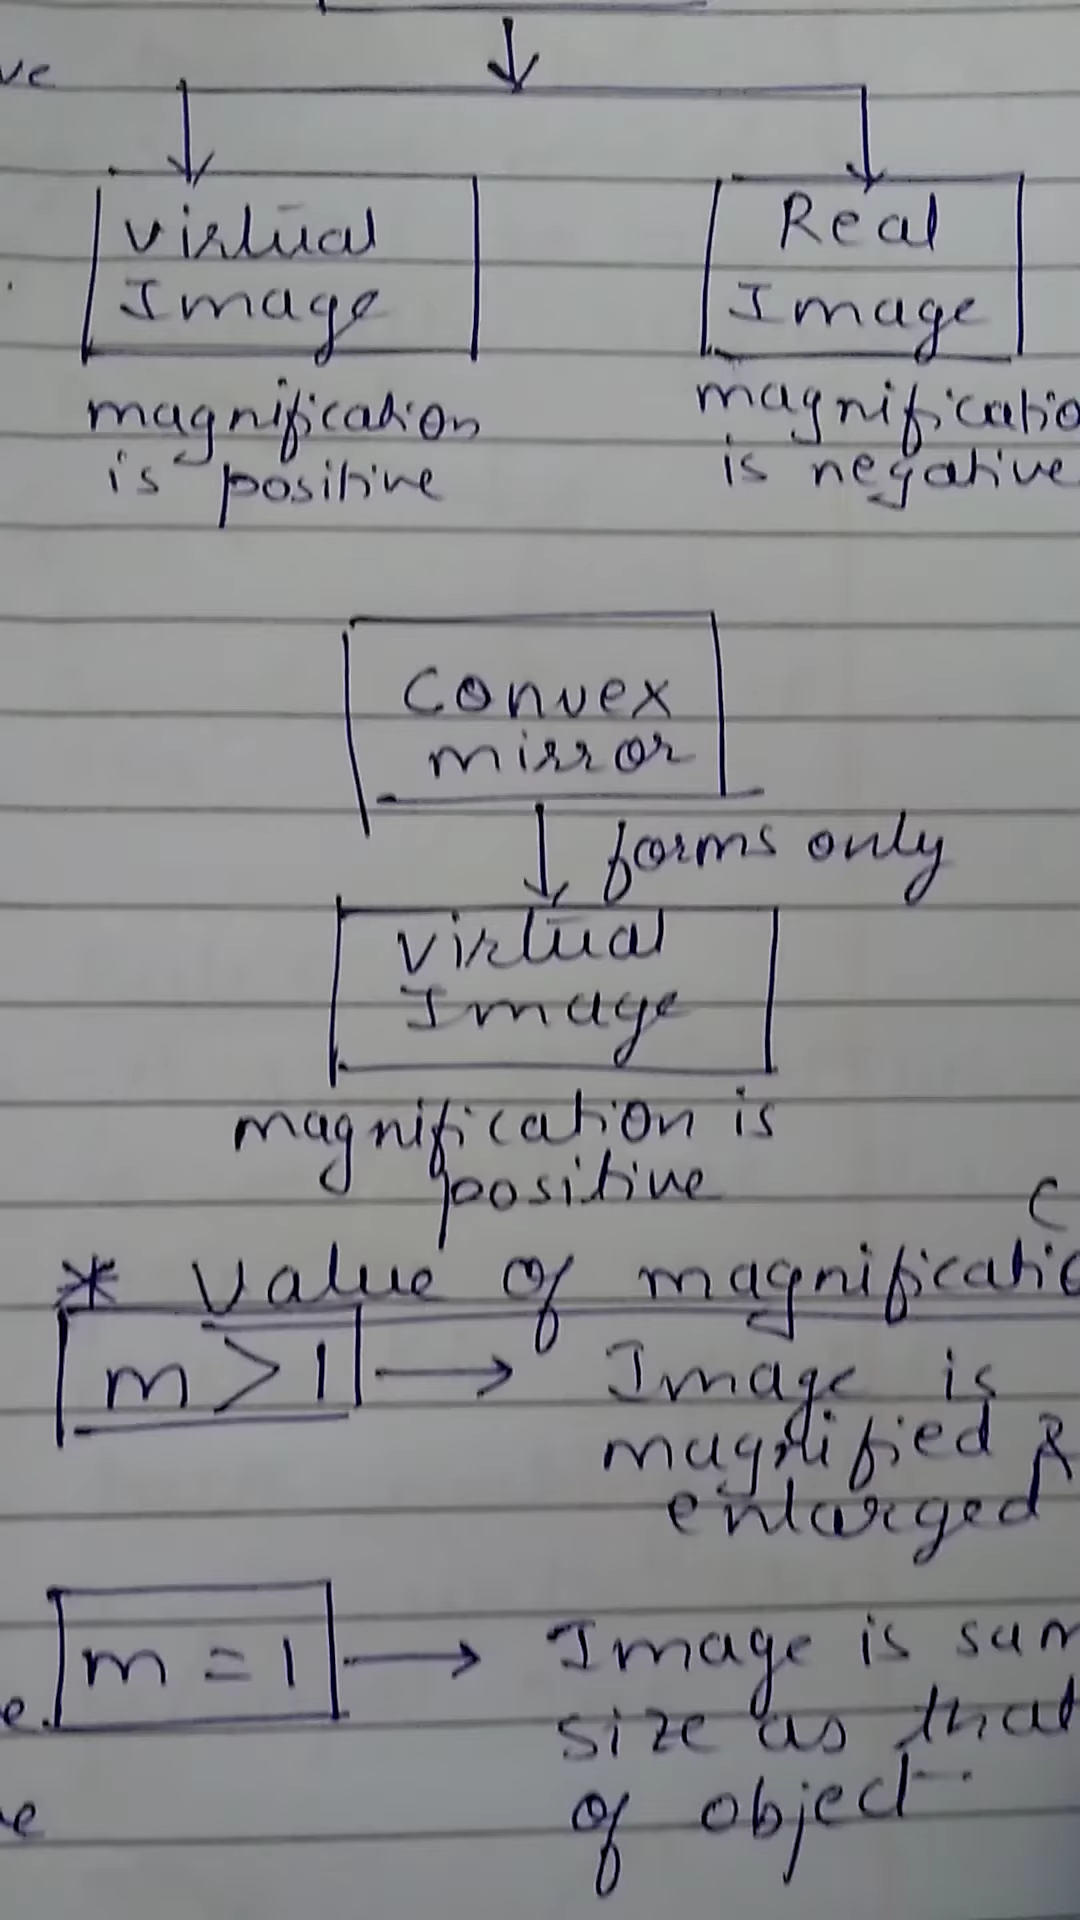 ve
Virtual
Image
Real
Image
magnification
is positive
magnificatio
is negative
Convex
mirror
forms only
Virtual
Image
magnification is
positive
C
* Value of magnificatio
m > 1 → Image is
magnified &
enlarged
m = 1 → Image is sam
e. size as that
of object
e